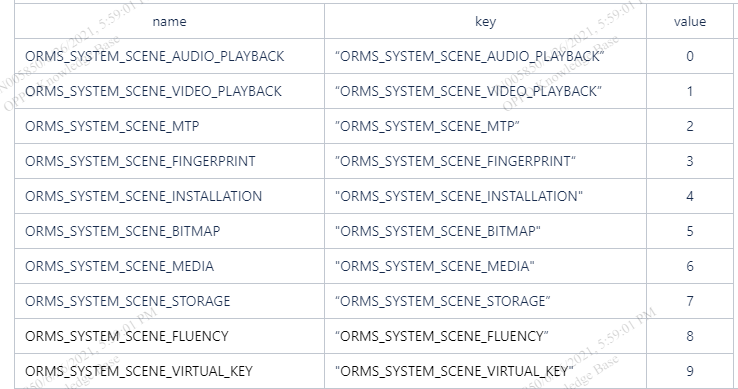 name key value
ORMS_SYSTEM_SCENE_AUDIO_PLAYBACK "ORMS_SYSTEM_SCENE_AUDIO_PLAYBACK" 0
ORMS_SYSTEM_SCENE_VIDEO_PLAYBACK "ORMS_SYSTEM_SCENE_VIDEO_PLAYBACK" 1
ORMS_SYSTEM_SCENE_MTP "ORMS_SYSTEM_SCENE_MTP" 2
ORMS_SYSTEM_SCENE_FINGERPRINT "ORMS_SYSTEM_SCENE_FINGERPRINT" 3
ORMS_SYSTEM_SCENE_INSTALLATION "ORMS_SYSTEM_SCENE_INSTALLATION" 4
ORMS_SYSTEM_SCENE_BITMAP "ORMS_SYSTEM_SCENE_BITMAP" 5
ORMS_SYSTEM_SCENE_MEDIA "ORMS_SYSTEM_SCENE_MEDIA" 6
ORMS_SYSTEM_SCENE_STORAGE "ORMS_SYSTEM_SCENE_STORAGE" 7
ORMS_SYSTEM_SCENE_FLUENCY "ORMS_SYSTEM_SCENE_FLUENCY" 8
ORMS_SYSTEM_SCENE_VIRTUAL_KEY "ORMS_SYSTEM_SCENE_VIRTUAL_KEY" 9